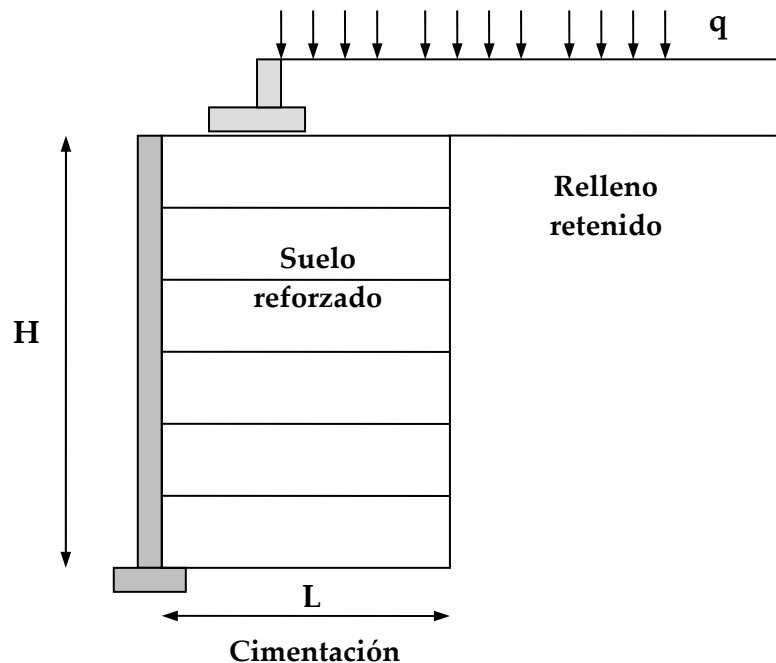 q
Relleno
retenido
Suelo
reforzado
H
L
Cimentación